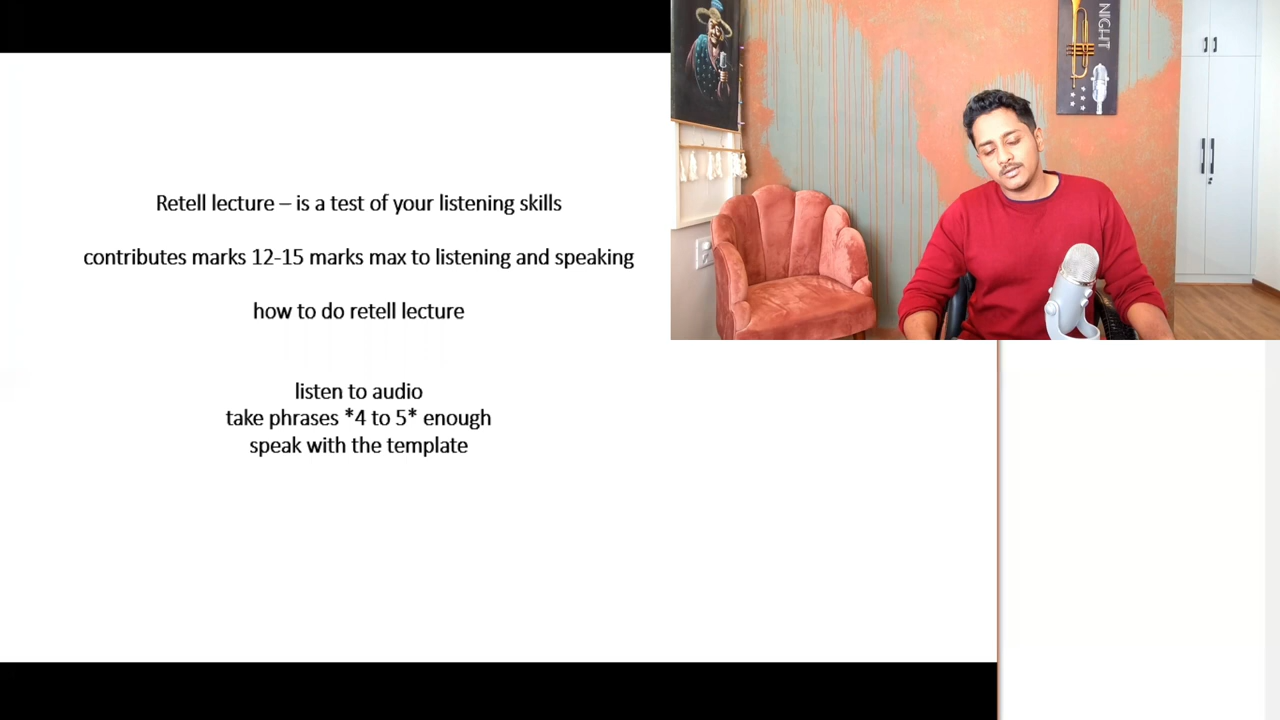 Retell lecture – is a test of your listening skills
contributes marks 12-15 marks max to listening and speaking
how to do retell lecture
listen to audio
take phrases *4 to 5* enough
speak with the template
NIGHT